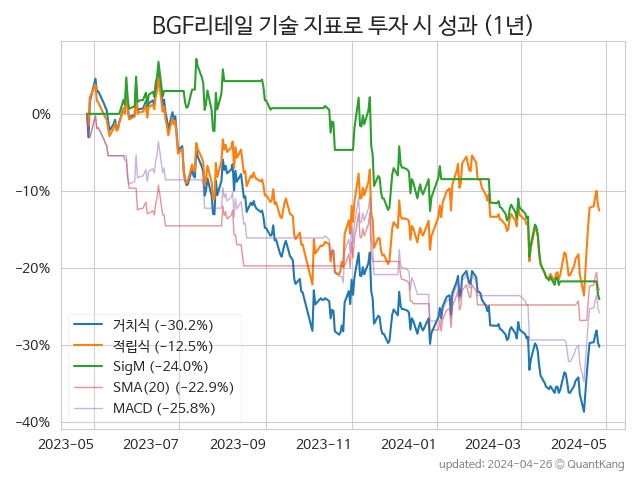 BGF리테일 기술 지표로 투자 시 성과 (1년)
0%
−10%
−20%
−30%
−40%
거치식 (−30.2%)
적립식 (−12.5%)
SigM (−24.0%)
SMA(20) (−22.9%)
MACD (−25.8%)
2023-05 2023-07 2023-09 2023-11 2024-01 2024-03 2024-05
updated: 2024-04-26 © QuantKang